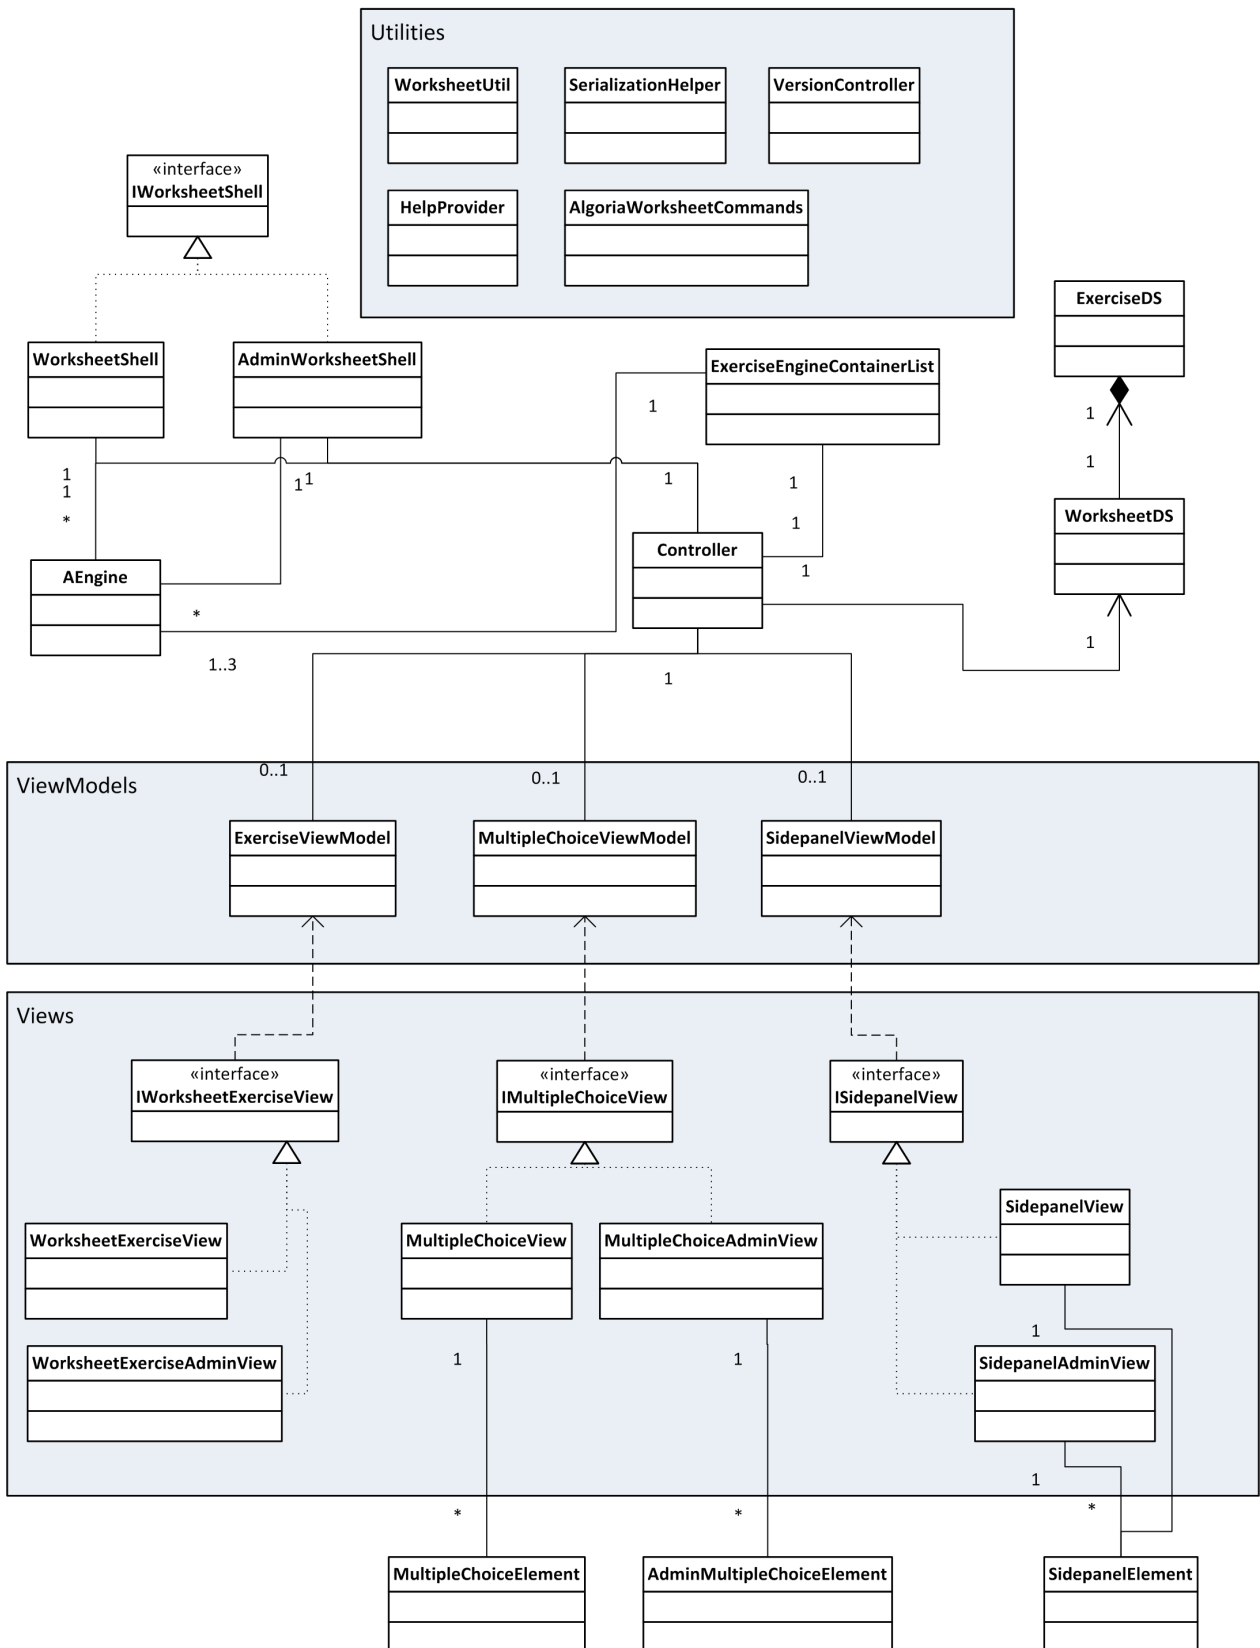 Utilities
WorksheetUtil
SerializationHelper
VersionController
«interface»
IWorksheetShell
HelpProvider
AlgoriaWorksheetCommands
ExerciseDS
WorksheetShell
AdminWorksheetShell
ExerciseEngineContainerList
1
1
1
1
1
1
1
1
1
1
*
WorksheetDS
1
Controller
AEngine
1
*
1
1..3
1
0..1
0..1
0..1
ViewModels
ExerciseViewModel
MultipleChoiceViewModel
SidepanelViewModel
Views
«interface»
IWorksheetExerciseView
«interface»
IMultipleChoiceView
«interface»
ISidepanelView
SidepanelView
WorksheetExerciseView
MultipleChoiceView
MultipleChoiceAdminView
1
1
1
WorksheetExerciseAdminView
SidepanelAdminView
1
*
*
*
MultipleChoiceElement
AdminMultipleChoiceElement
SidepanelElement